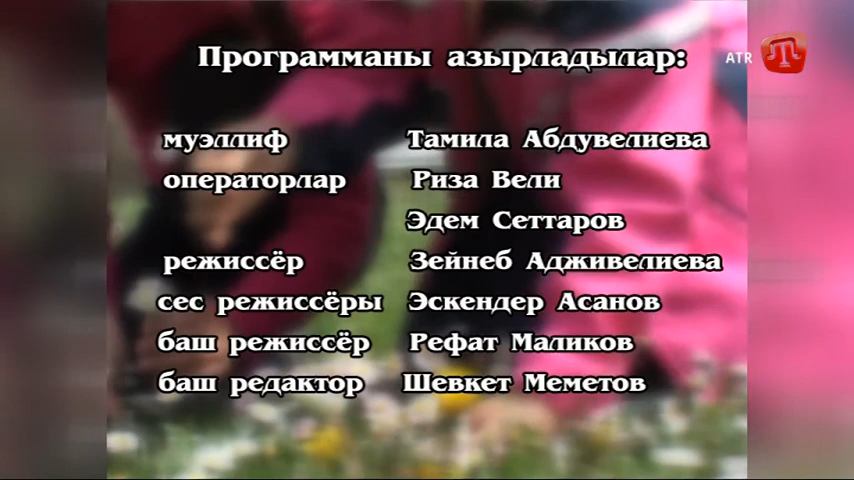 Программаны азырладылар:
ATR
муэллиф Тамила Абдувелиева
операторлар Риза Вели
Эдем Сеттаров
режиссёр Зейнеб Адживелиева
сес режиссёры Эскендер Асанов
баш режиссёр Рефат Маликов
баш редактор Шевкет Меметов